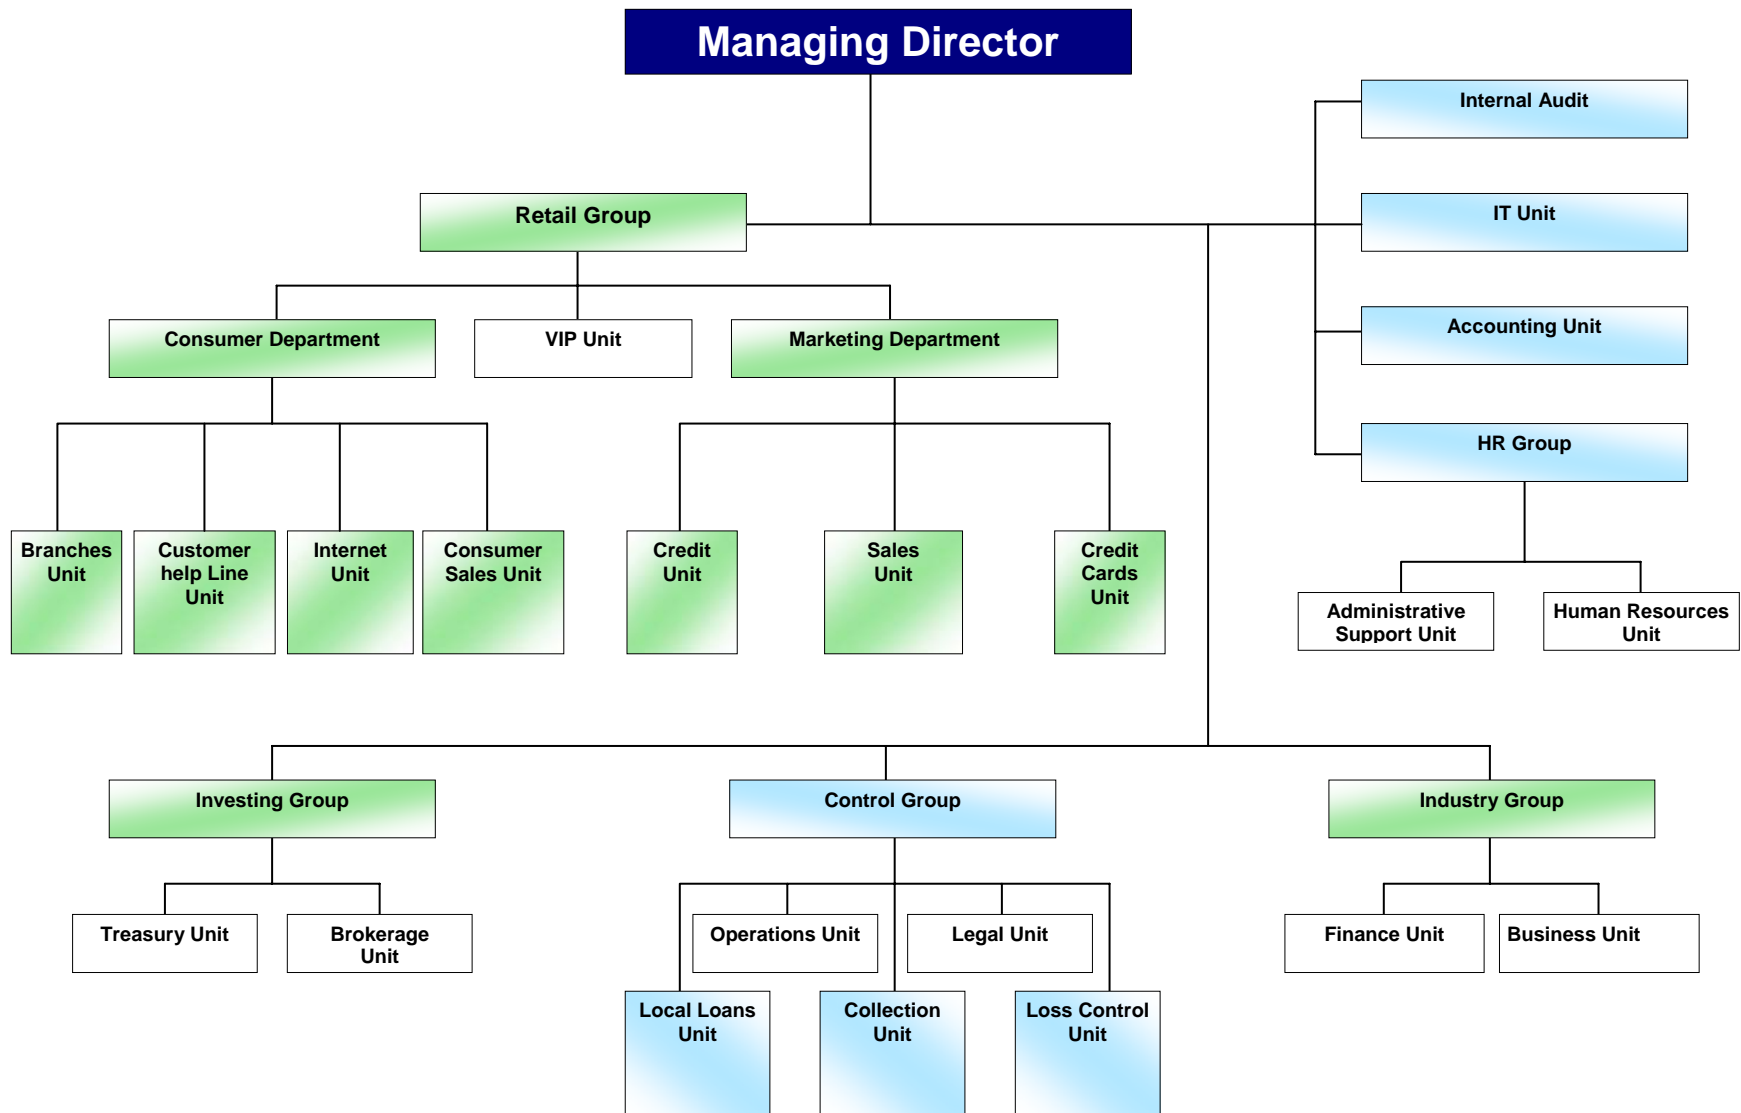 Managing Director
Internal Audit
Retail Group
IT Unit
Consumer Department
VIP Unit
Marketing Department
Accounting Unit
HR Group
Branches
Unit
Customer
help Line
Unit
Internet
Unit
Consumer
Sales Unit
Credit
Unit
Sales
Unit
Credit
Cards
Unit
Administrative
Support Unit
Human Resources
Unit
Investing Group
Control Group
Industry Group
Treasury Unit
Brokerage
Unit
Operations Unit
Legal Unit
Finance Unit
Business Unit
Local Loans
Unit
Collection
Unit
Loss Control
Unit